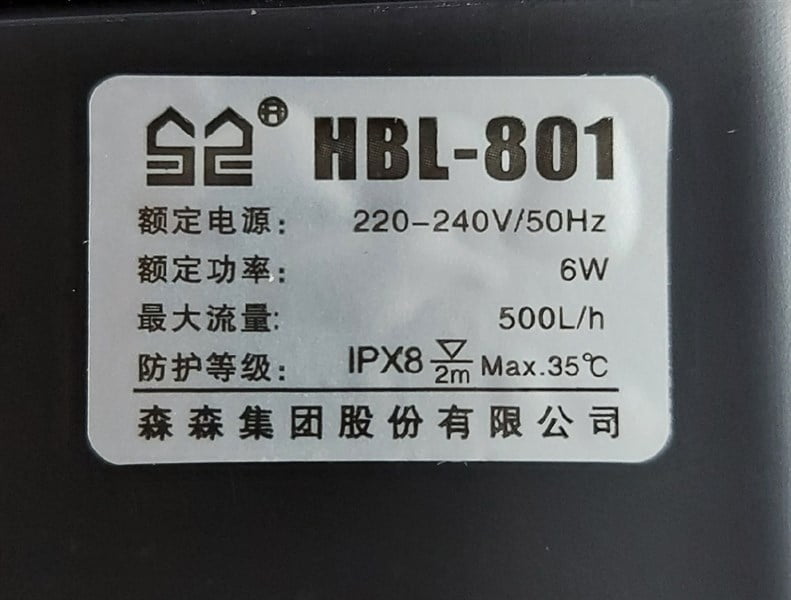 ® HBL-801
额定电源: 220-240V/50Hz
额定功率: 6W
最大流量: 500L/h
防护等级: IPX8 2m Max.35℃
森森集团股份有限公司